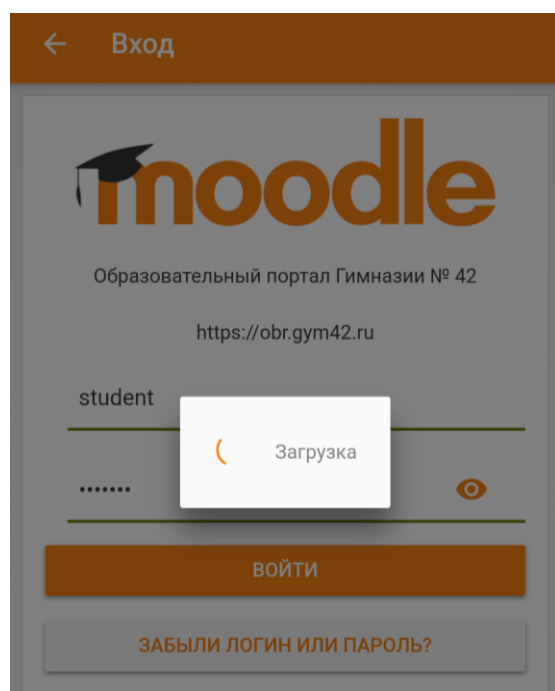 Вход
moodle
Образовательный портал Гимназии № 42
https://obr.gym42.ru
student
Загрузка
•••••••
ВОЙТИ
ЗАБЫЛИ ЛОГИН ИЛИ ПАРОЛЬ?